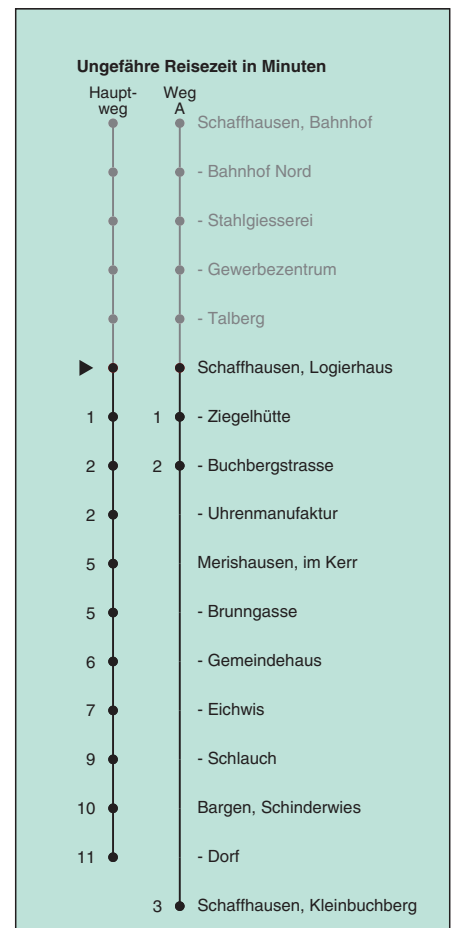 Ungefähre Reisezeit in Minuten
Haupt- Weg
weg A
Schaffhausen, Bahnhof
- Bahnhof Nord
- Stahlgiesserei
- Gewerbezentrum
- Talberg
Schaffhausen, Logierhaus
1 1 - Ziegelhütte
2 2 - Buchbergstrasse
2 - Uhrenmanufaktur
5 Merishausen, im Kerr
5 - Brunngasse
6 - Gemeindehaus
7 - Eichwis
9 - Schlauch
10 Bargen, Schinderwies
11 - Dorf
3 Schaffhausen, Kleinbuchberg